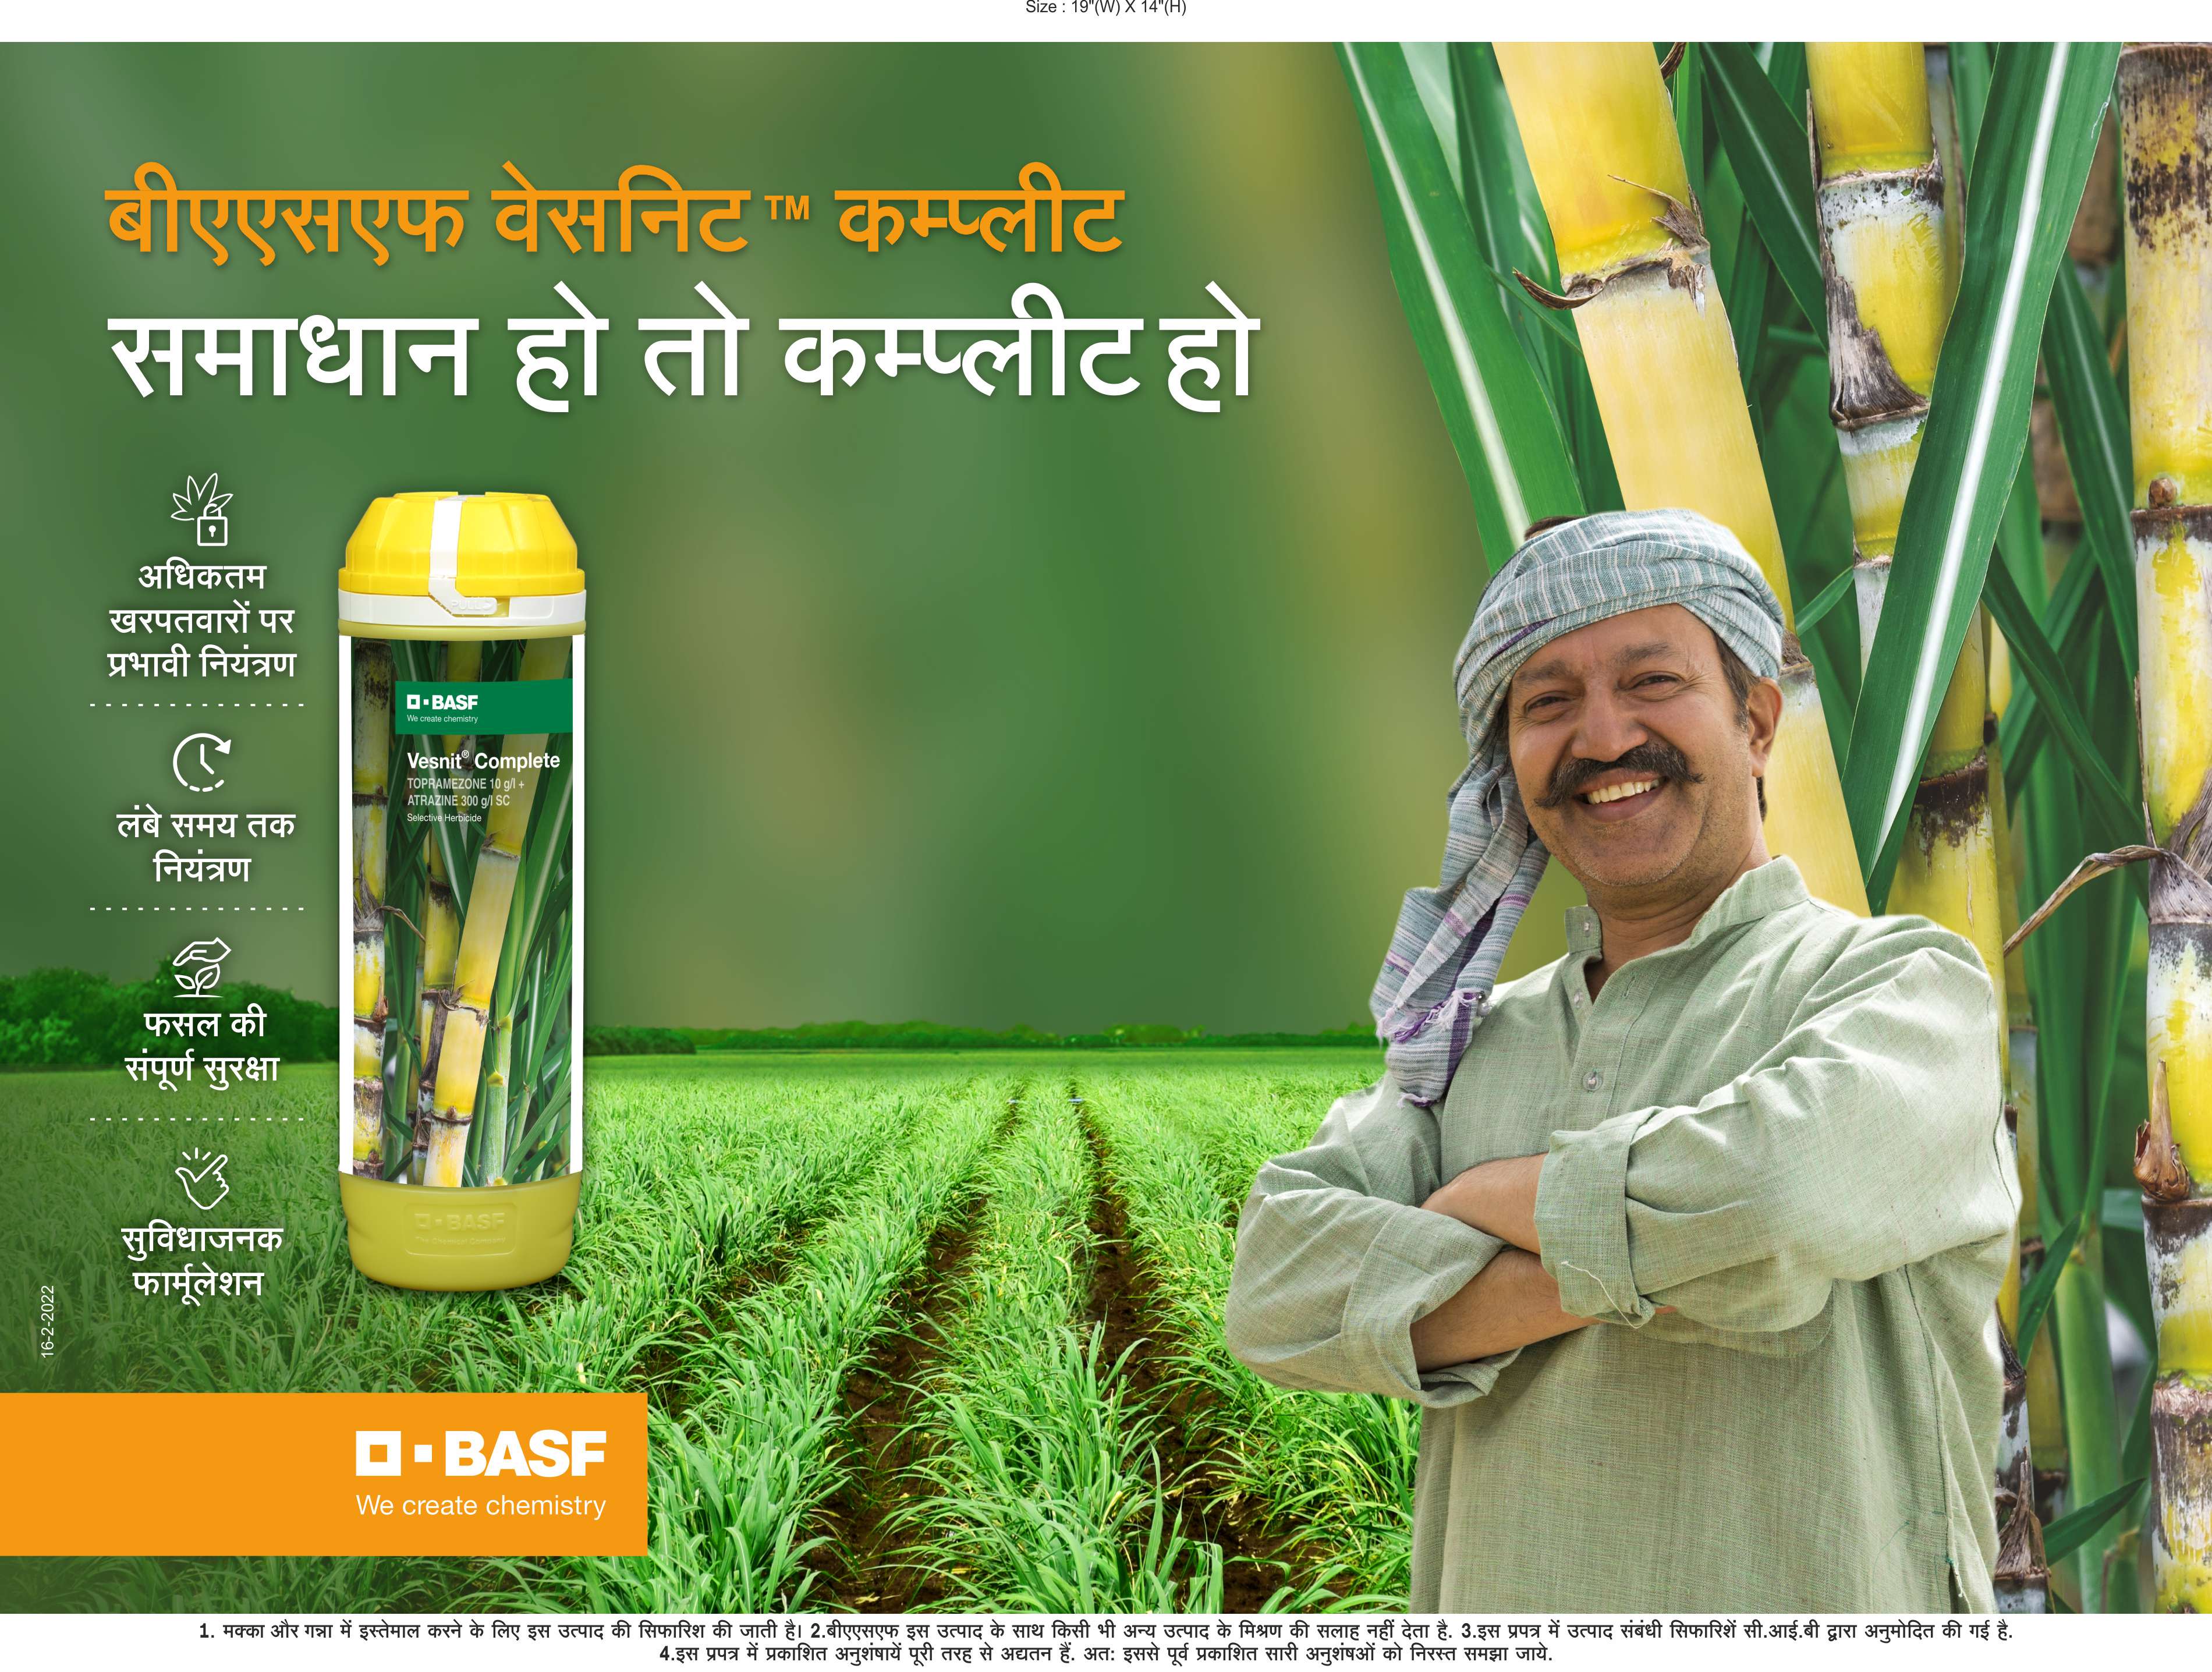 Size : 19"(W) X 14"(H)
बीएएसएफ वेसनिट™ कम्प्लीट
समाधान हो तो कम्प्लीट हो
अधिकतम
खरपतवारों पर
प्रभावी नियंत्रण
लंबे समय तक
नियंत्रण
फसल की
संपूर्ण सुरक्षा
सुविधाजनक
फार्मूलेशन
PULL
BASF
We create chemistry
Vesnit® Complete
TOPRAMEZONE 10 g/l +
ATRAZINE 300 g/l SC
Selective Herbicide
BASF
The Chemical Company
16-2-2022
BASF
We create chemistry
1. मक्का और गन्ना में इस्तेमाल करने के लिए इस उत्पाद की सिफारिश की जाती है। 2.बीएएसएफ इस उत्पाद के साथ किसी भी अन्य उत्पाद के मिश्रण की सलाह नहीं देता है. 3.इस प्रपत्र में उत्पाद संबंधी सिफारिशें सी.आई.बी द्वारा अनुमोदित की गई है.
4.इस प्रपत्र में प्रकाशित अनुशंषायें पूरी तरह से अद्यतन हैं. अत: इससे पूर्व प्रकाशित सारी अनुशंषओं को निरस्त समझा जाये.